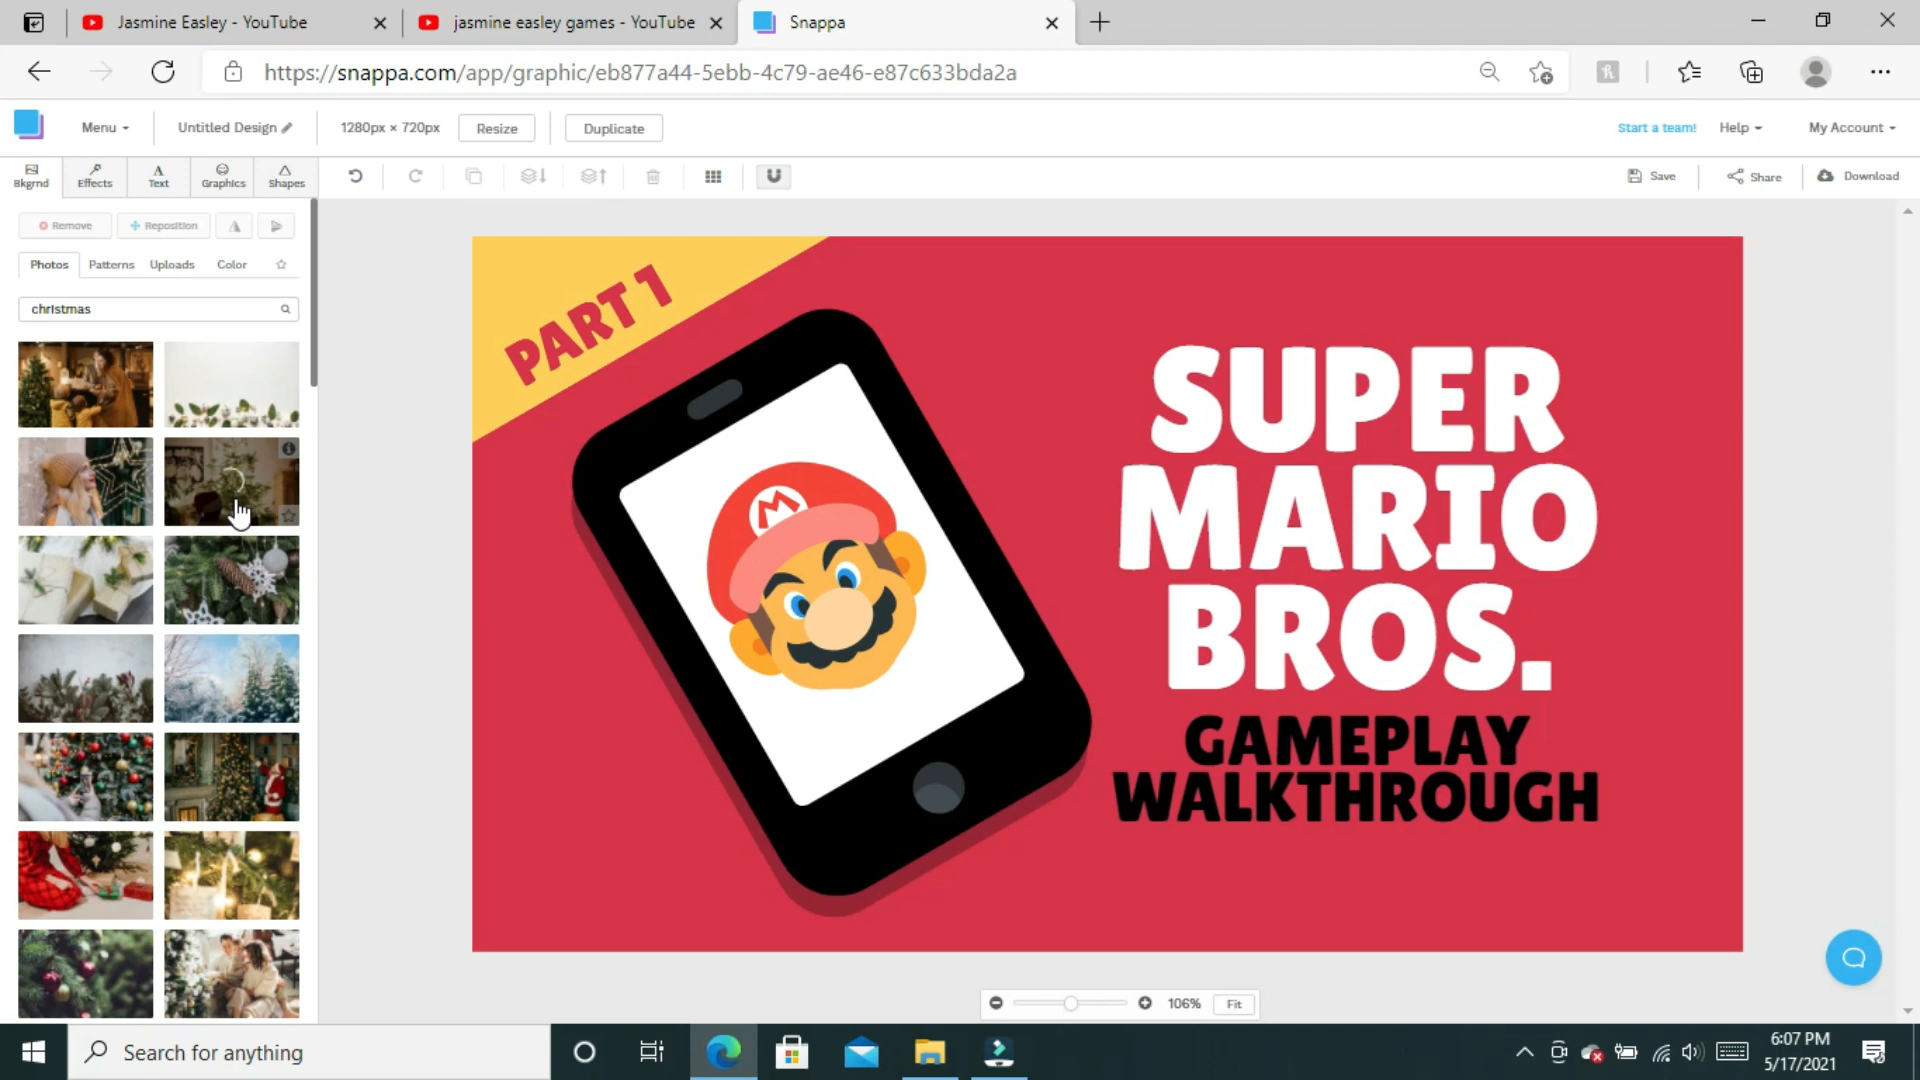 Jasmine Easley - YouTube
jasmine easley games - YouTube
Snappa
https://snappa.com/app/graphic/eb877a44-5ebb-4c79-ae46-e87c633bda2a
Menu
Untitled Design
1280px × 720px
Resize
Duplicate
Start a team!
Help
My Account
Bkgrnd
Effects
Text
Graphics
Shapes
Save
Share
Download
Remove
Reposition
Photos
Patterns
Uploads
Color
christmas
PART 1
M
SUPER
MARIO
BROS.
GAMEPLAY
WALKTHROUGH
106%
Fit
Search for anything
6:07 PM
5/17/2021